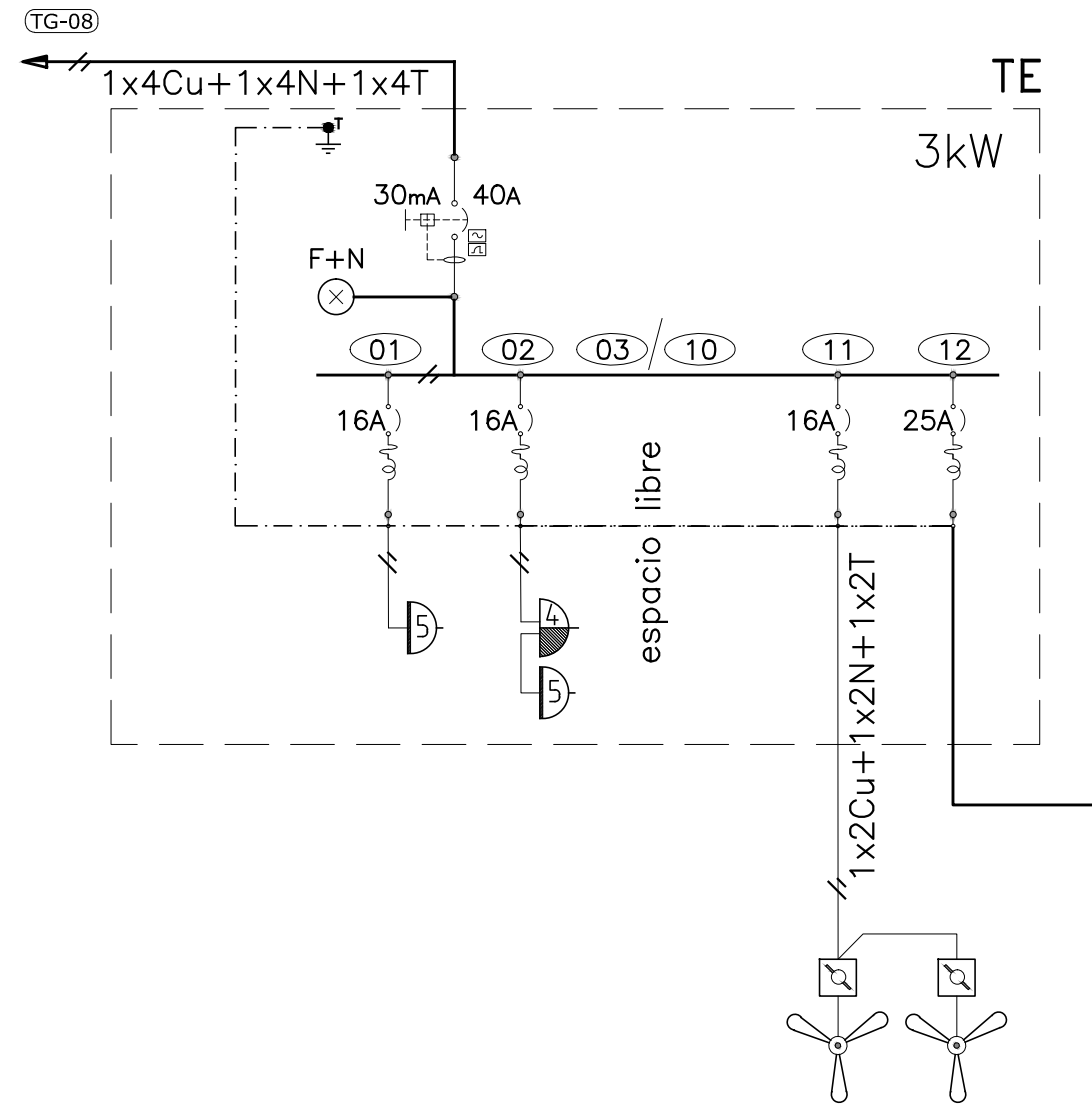 TG-08
1x4Cu+1x4N+1x4T
TE
T
3kW
30mA 40A
F+N
01 02 03/10 11 12
16A 16A 16A 25A
espacio libre
1x2Cu+1x2N+1x2T
5 4
5